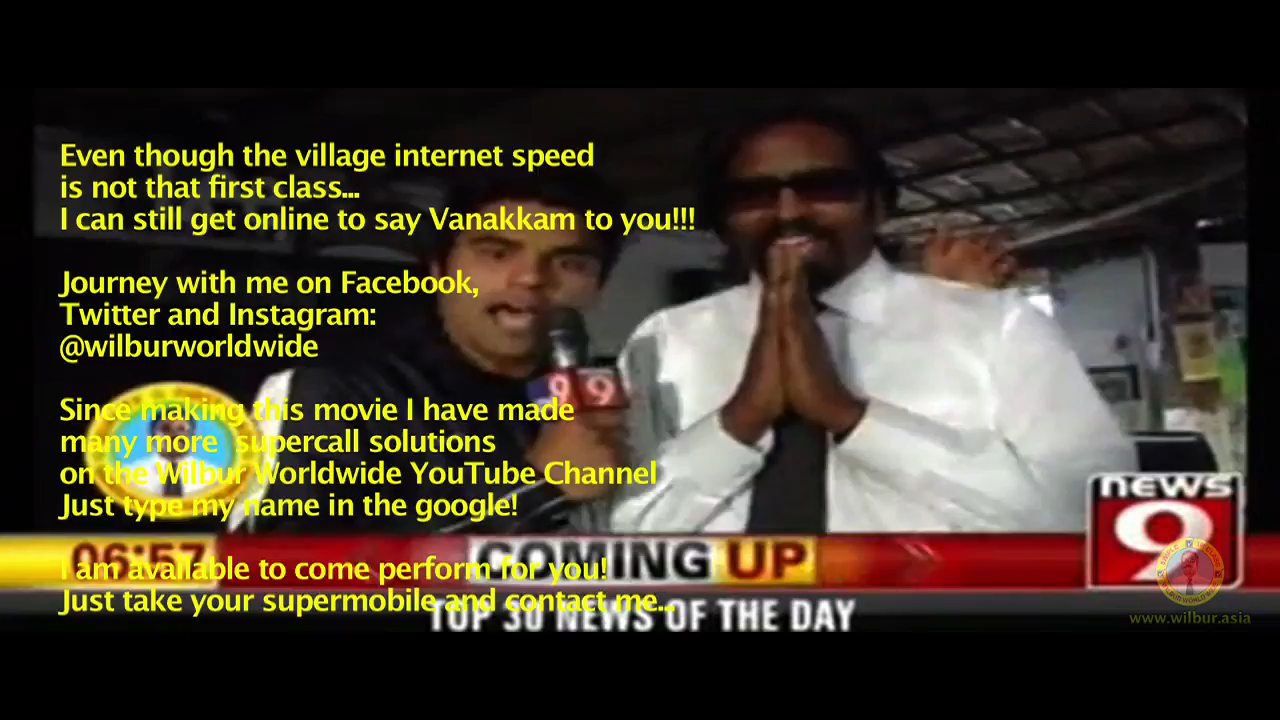 Even though the village internet speed
is not that first class...
I can still get online to say Vanakkam to you!!!
Journey with me on Facebook,
Twitter and Instagram:
@wilburworldwide
Since making this movie I have made
many more supercall solutions
on the Wilbur Worldwide YouTube Channel
Just type my name in the google!
I am available to come perform for you!
Just take your supermobile and contact me...
9 9
NEWS
9
06:57
COMING UP
TOP 30 NEWS OF THE DAY
www.wilbur.asia